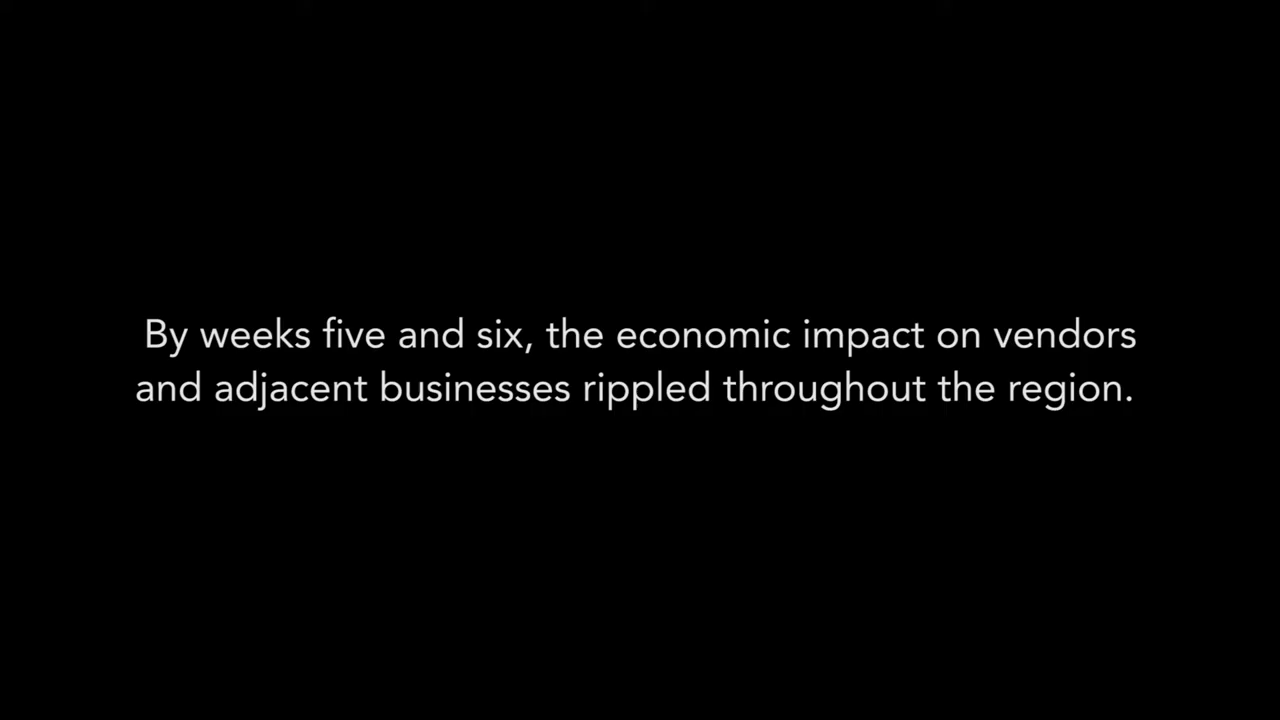 By weeks five and six, the economic impact on vendors
and adjacent businesses rippled throughout the region.